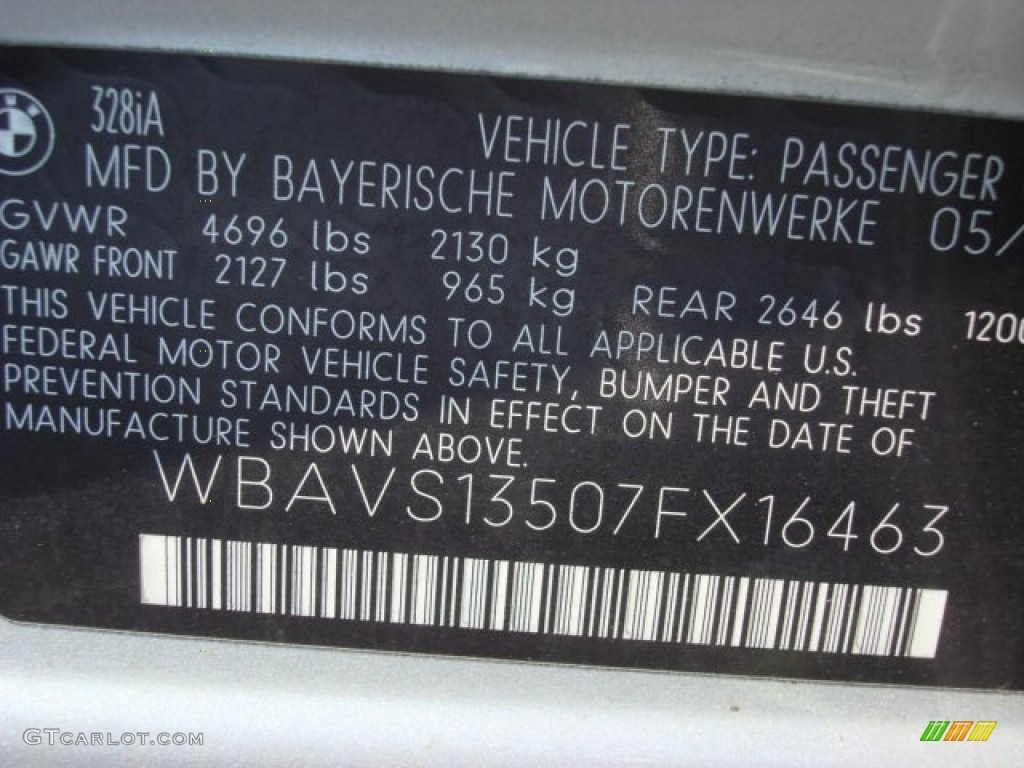 BMW
328iA
VEHICLE TYPE: PASSENGER
MFD BY BAYERISCHE MOTORENWERKE 05/
GVWR 4696 lbs 2130 kg
GAWR FRONT 2127 lbs 965 kg REAR 2646 lbs 1200
THIS VEHICLE CONFORMS TO ALL APPLICABLE U.S.
FEDERAL MOTOR VEHICLE SAFETY, BUMPER AND THEFT
PREVENTION STANDARDS IN EFFECT ON THE DATE OF
MANUFACTURE SHOWN ABOVE.
WBAVS13507FX16463
GTCARLOT.COM